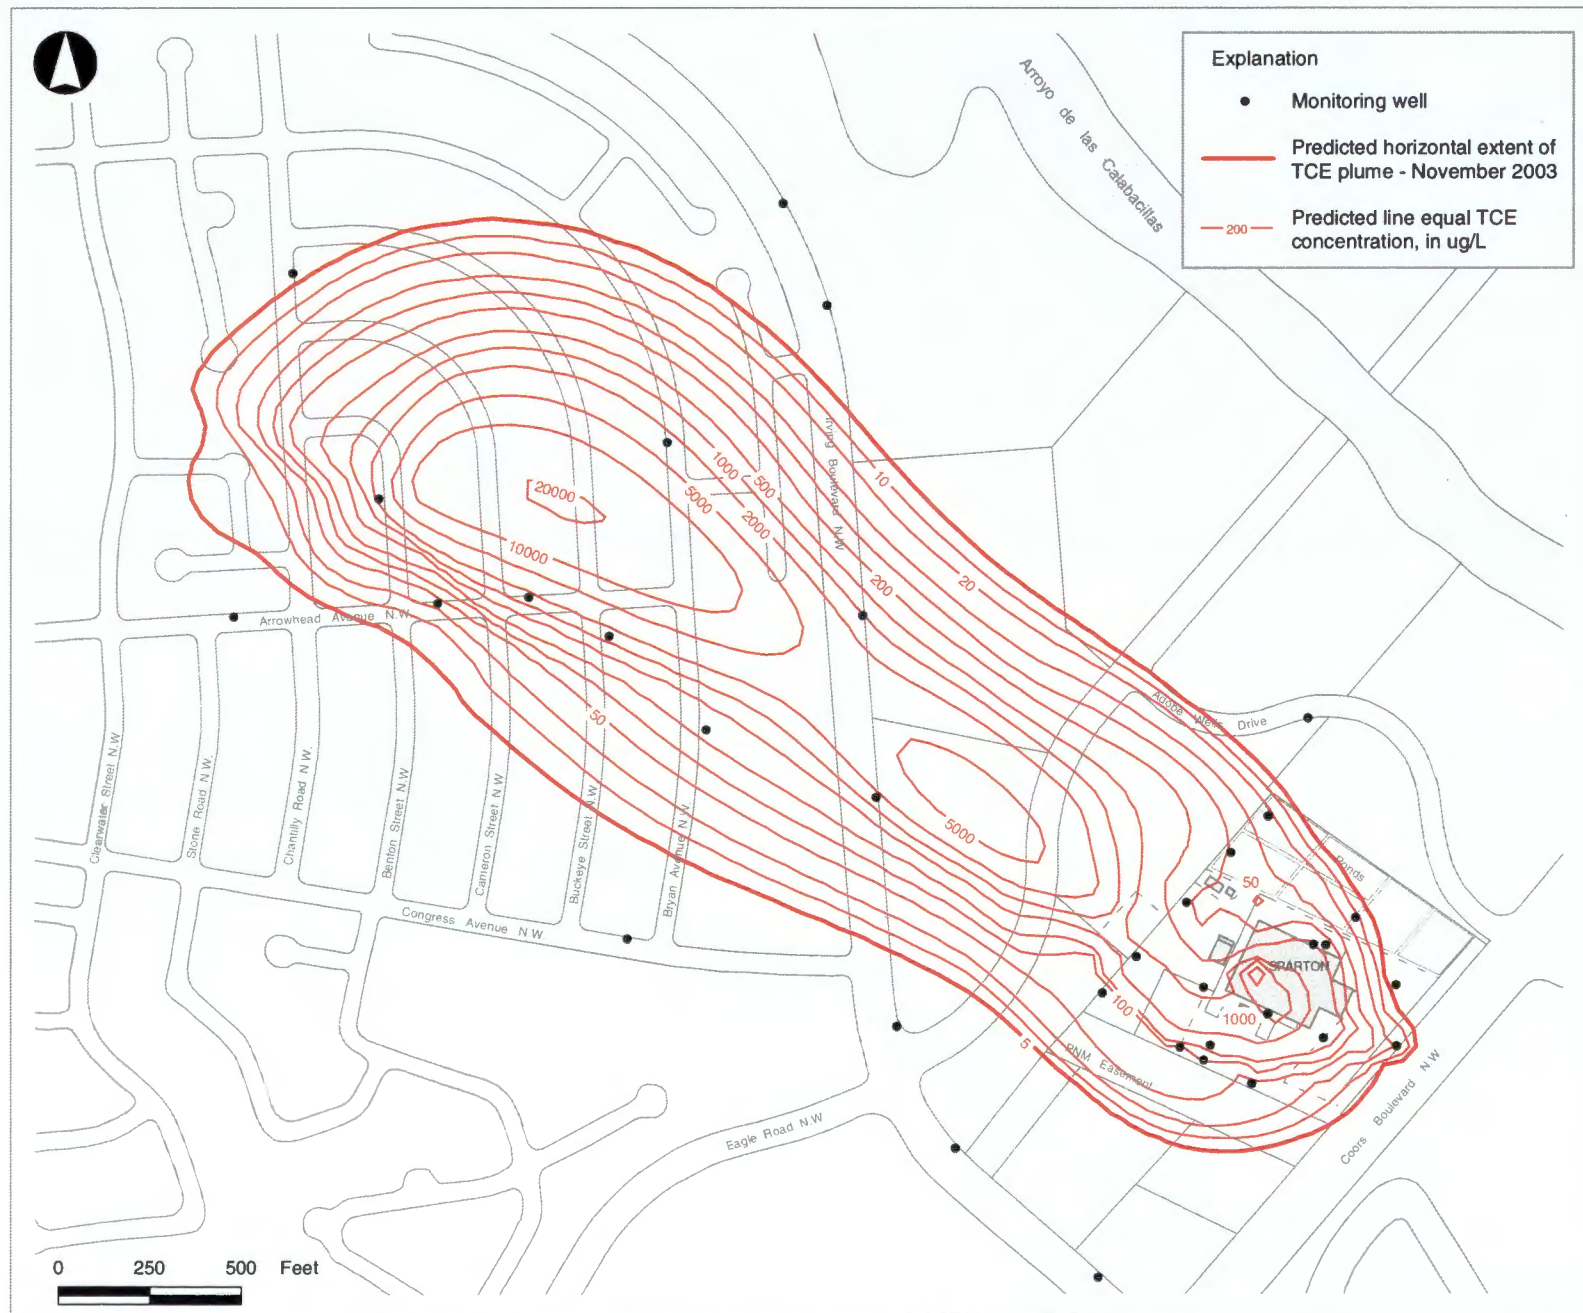 Explanation
Monitoring well
Predicted horizontal extent of
TCE plume - November 2003
200
Predicted line equal TCE
concentration, in ug/L
Arroyo de las Calabacillas
Irving Boulevard N.W
10
1000
500
5000
2000
20000
10000
20
200
Arrowhead Avenue N.W.
50
Adobe Wells Drive
5000
Clearwater Street N.W
Stone Road N.W.
Chantilly Road N.W.
Benton Street N.W
Cameron Street N W
Buckeye Street N.W
Bryan Avenue N.W.
Ponds
50
Congress Avenue N W.
SPARTON
100
1000
5
PNM Easement
Coors Boulevard N W
Eagle Road N.W
0 250 500 Feet